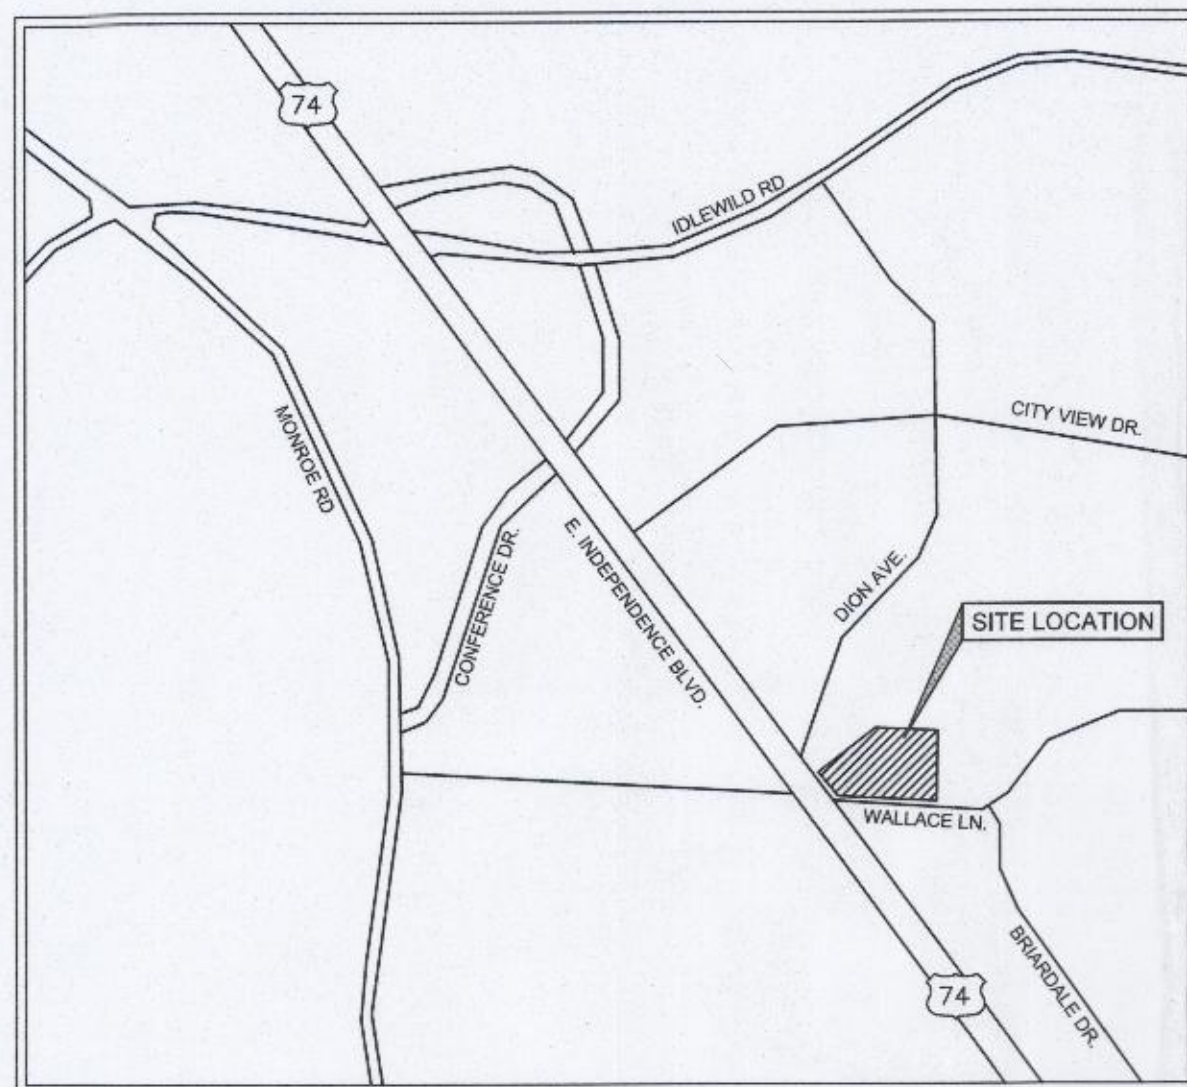 74
IDLEWILD RD
CITY VIEW DR.
MONROE RD
CONFERENCE DR.
E. INDEPENDENCE BLVD.
DION AVE.
SITE LOCATION
WALLACE LN.
BRIARDALE DR.
74